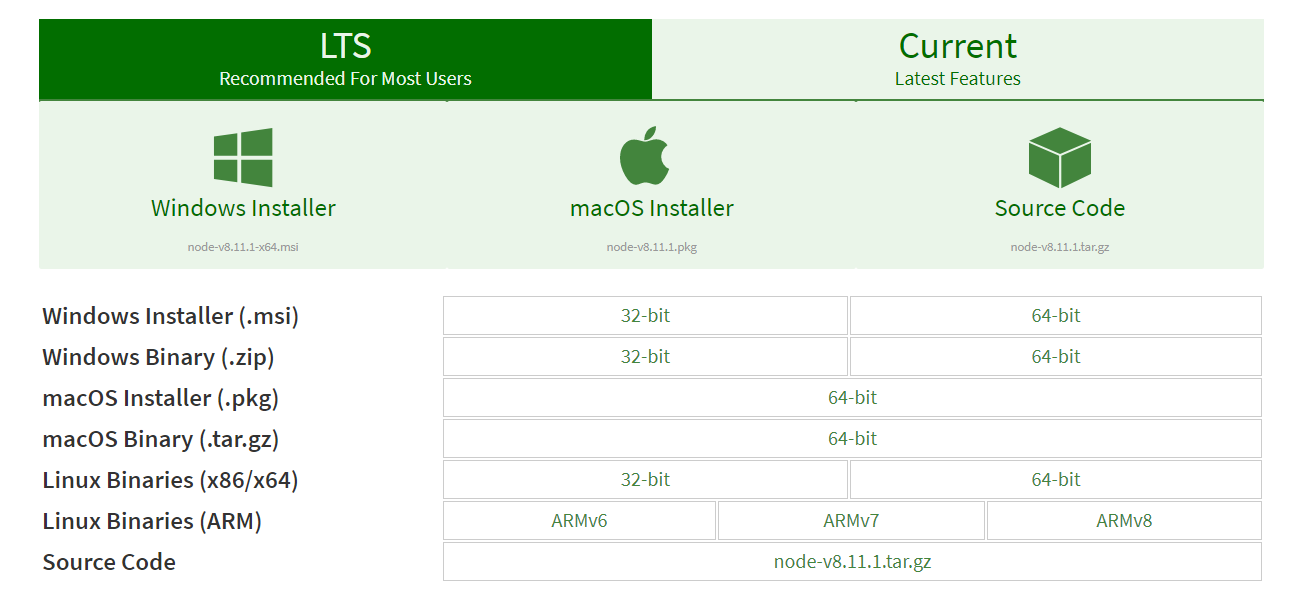 LTS
Recommended For Most Users
Current
Latest Features
Windows Installer
node-v8.11.1-x64.msi
macOS Installer
node-v8.11.1.pkg
Source Code
node-v8.11.1.tar.gz
Windows Installer (.msi) 32-bit 64-bit
Windows Binary (.zip) 32-bit 64-bit
macOS Installer (.pkg) 64-bit
macOS Binary (.tar.gz) 64-bit
Linux Binaries (x86/x64) 32-bit 64-bit
Linux Binaries (ARM) ARMv6 ARMv7 ARMv8
Source Code node-v8.11.1.tar.gz